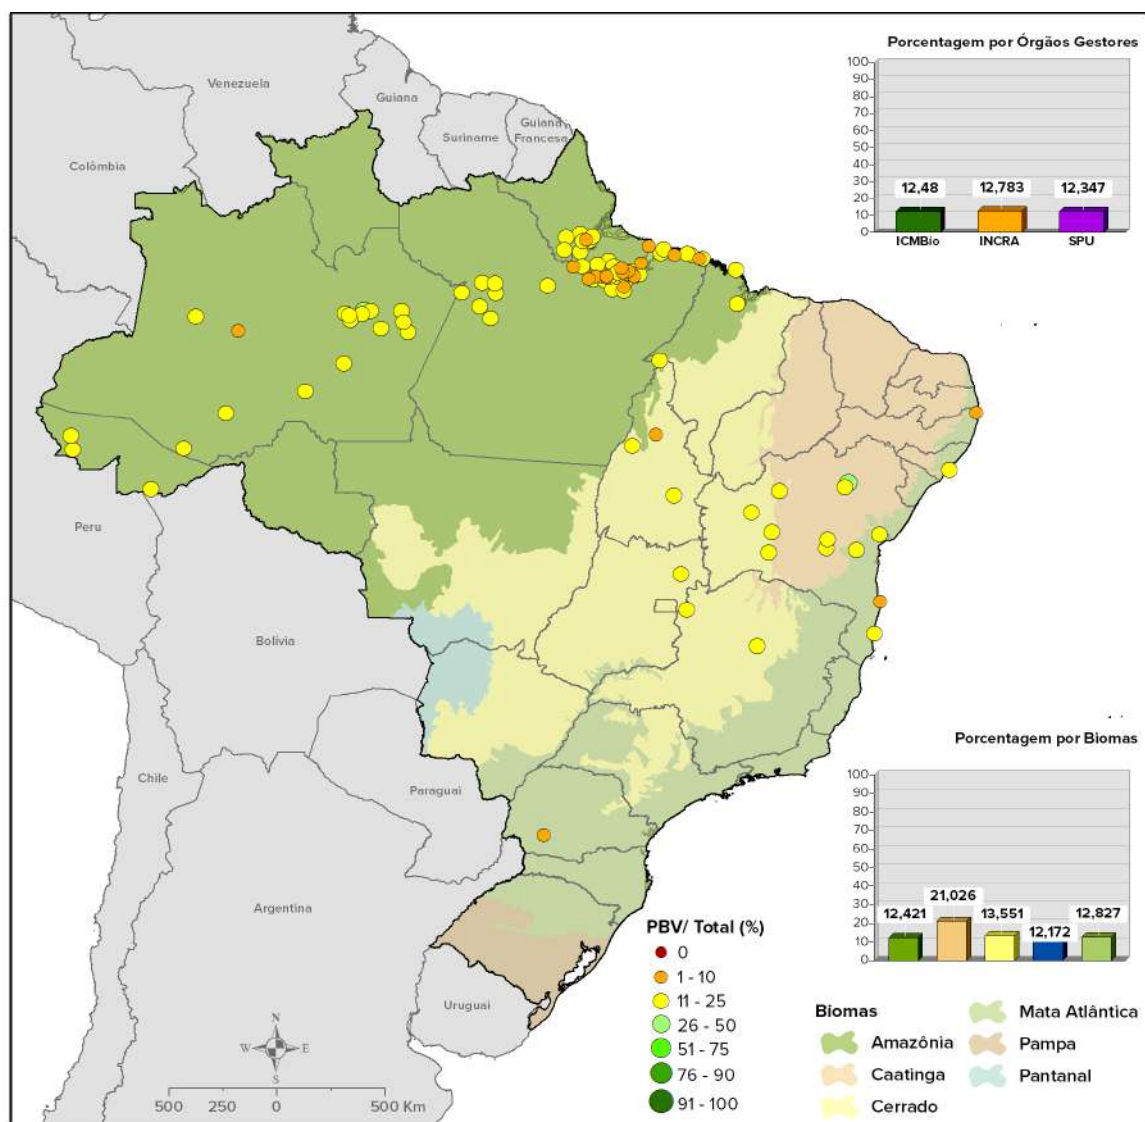 Porcentagem por Órgãos Gestores
100
90
80
70
60
50
40
30
20
10
0
12,48
12,783
12,347
ICMBio
INCRA
SPU
Venezuela
Guiana
Suriname
Guiana
Francesa
Colômbia
Peru
Bolívia
Chile
Paraguai
Argentina
Uruguai
Porcentagem por Biomas
100
90
80
70
60
50
40
30
20
10
0
12,421
21,026
13,551
12,172
12,827
PBV/ Total (%)
0
1 - 10
11 - 25
26 - 50
51 - 75
76 - 90
91 - 100
Biomas
Amazônia
Caatinga
Cerrado
Mata Atlântica
Pampa
Pantanal
N
W
E
S
500
250
0
500 Km